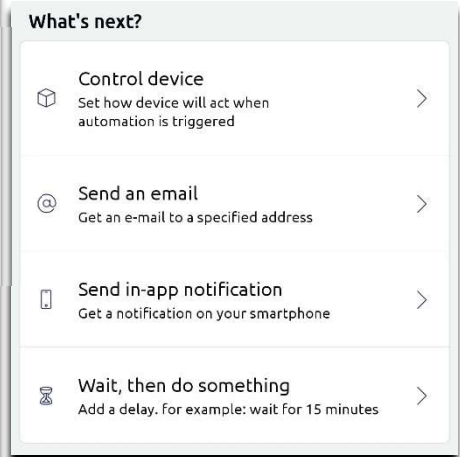 What's next?
Control device
Set how device will act when
automation is triggered
Send an email
Get an e-mail to a specified address
Send in-app notification
Get a notification on your smartphone
Wait, then do something
Add a delay. for example: wait for 15 minutes